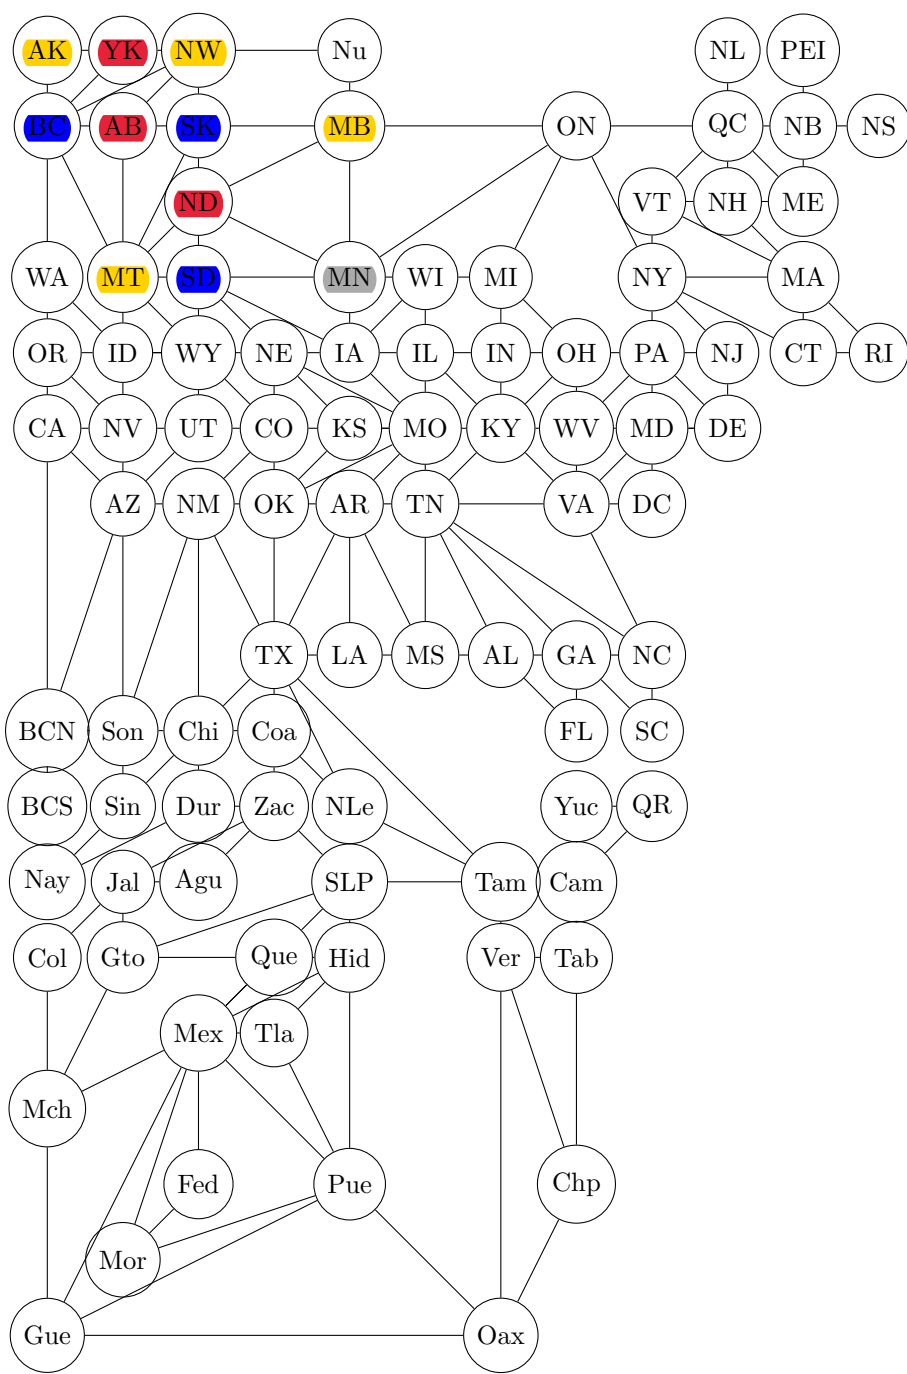 AK YK NW Nu NL PEI
BC AB SK MB ON QC NB NS
ND VT NH ME
WA MT SD MN WI MI NY MA
OR ID WY NE IA IL IN OH PA NJ CT RI
CA NV UT CO KS MO KY WV MD DE
AZ NM OK AR TN VA DC
TX LA MS AL GA NC
BCN Son Chi Coa FL SC
BCS Sin Dur Zac NLe Yuc QR
Nay Jal Agu SLP Tam Cam
Col Gto Que Hid Ver Tab
Mex Tla
Mch
Fed Pue Chp
Mor
Gue Oax